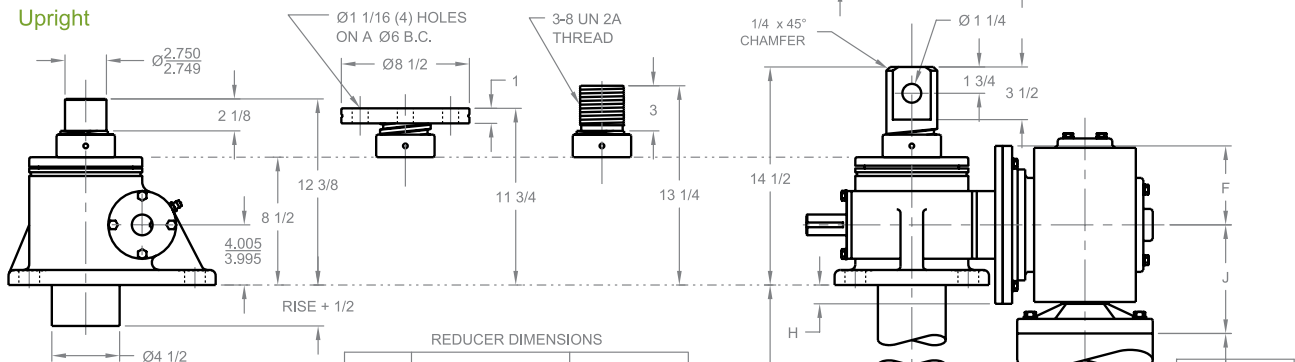 Upright
Ø1 1/16 (4) HOLES
ON A Ø6 B.C.
3-8 UN 2A
THREAD
1/4 x 45°
CHAMFER
Ø 1 1/4
Ø2.750
2.749
Ø8 1/2
1
1 3/4
3 1/2
2 1/8
3
12 3/8
11 3/4
13 1/4
14 1/2
F
8 1/2
4.005
3.995
J
RISE + 1/2
H
REDUCER DIMENSIONS
Ø4 1/2